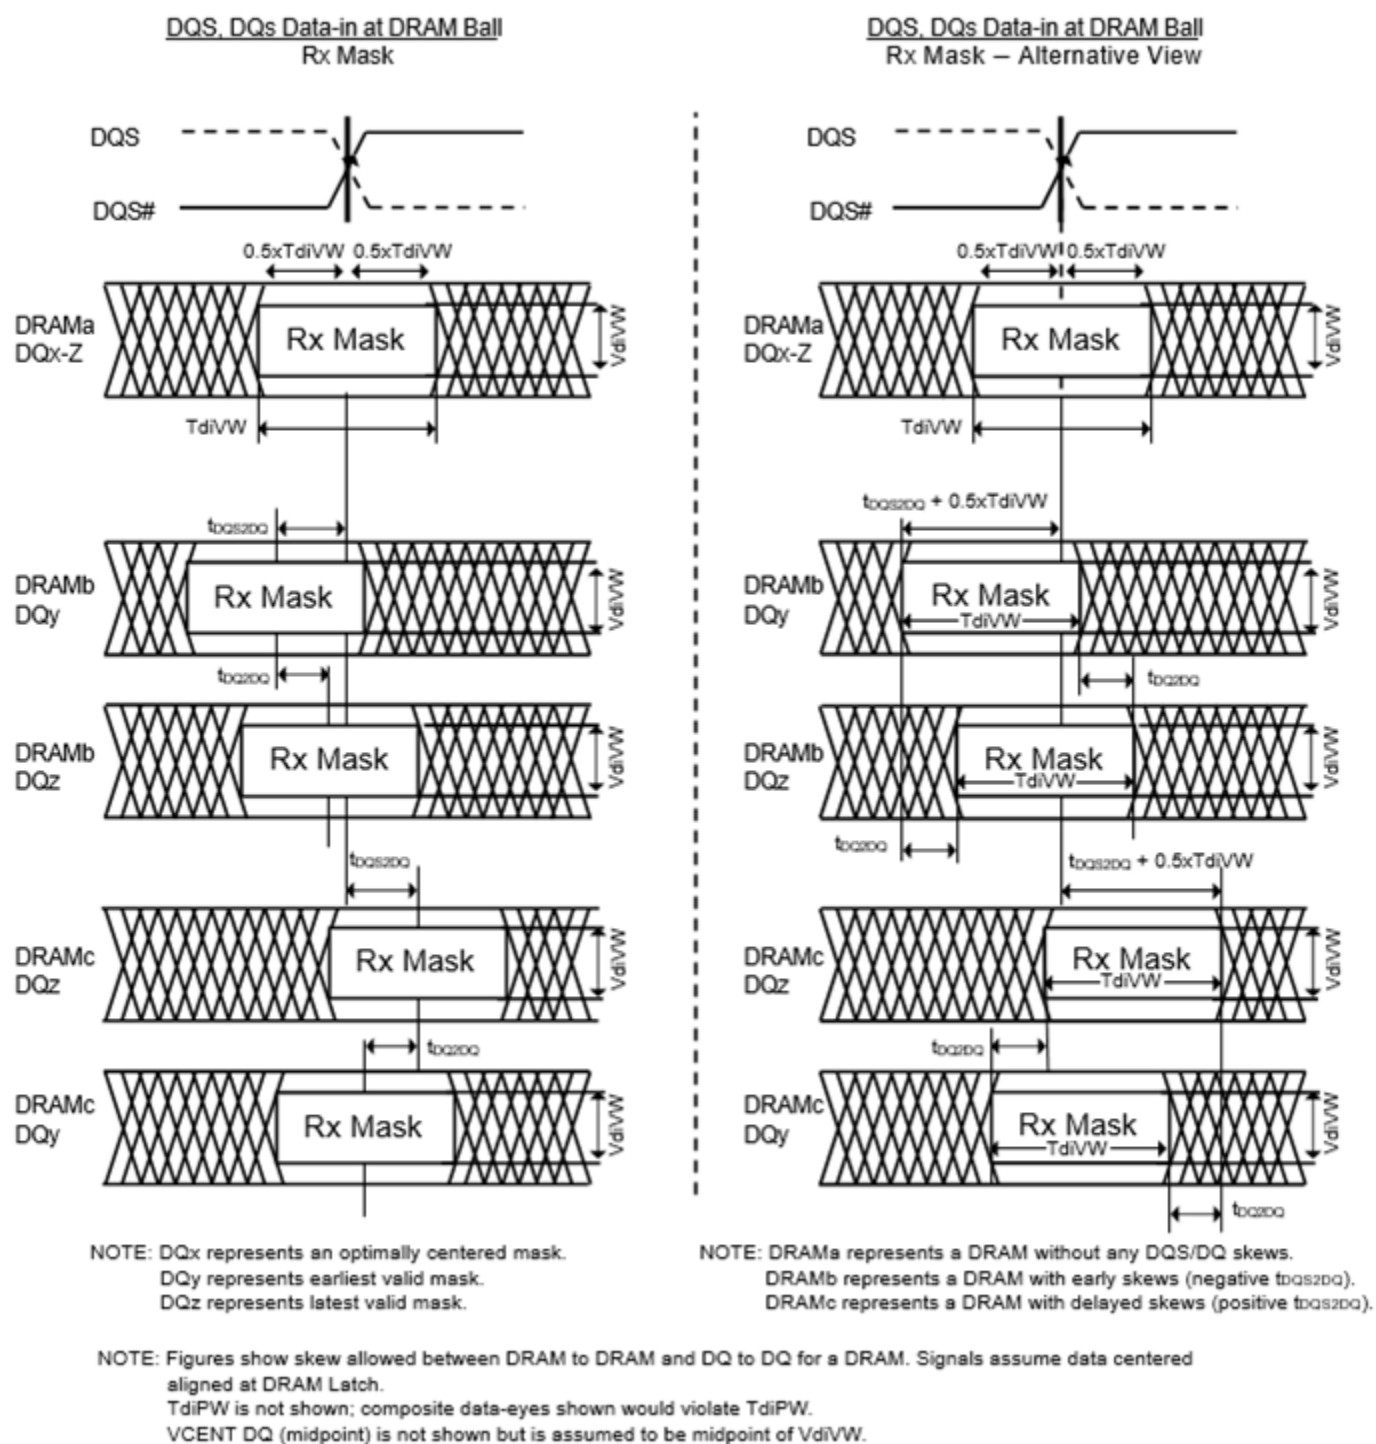 DQS, DQs Data-in at DRAM Ball
Rx Mask
DQS
DQS#
0.5xTdiVW 0.5xTdiVW
DRAMa
DQx-Z
Rx Mask
VdiVW
TdiVW
tDQS2DQ
DRAMb
DQy
Rx Mask
VdiVW
tDQ2DQ
DRAMb
DQz
Rx Mask
VdiVW
tDQS2DQ
DRAMc
DQz
Rx Mask
VdiVW
tDQ2DQ
DRAMc
DQy
Rx Mask
VdiVW
NOTE: DQx represents an optimally centered mask.
DQy represents earliest valid mask.
DQz represents latest valid mask.
DQS, DQs Data-in at DRAM Ball
Rx Mask – Alternative View
DQS
DQS#
0.5xTdiVW 0.5xTdiVW
DRAMa
DQx-Z
Rx Mask
VdiVW
TdiVW
tDQS2DQ + 0.5xTdiVW
DRAMb
DQy
Rx Mask
TdiVW
VdiVW
tDQ2DQ
DRAMb
DQz
Rx Mask
TdiVW
VdiVW
tDQ2DQ
tDQS2DQ + 0.5xTdiVW
DRAMc
DQz
Rx Mask
TdiVW
VdiVW
tDQ2DQ
DRAMc
DQy
Rx Mask
TdiVW
VdiVW
tDQ2DQ
NOTE: DRAMa represents a DRAM without any DQS/DQ skews.
DRAMb represents a DRAM with early skews (negative tDQS2DQ).
DRAMc represents a DRAM with delayed skews (positive tDQS2DQ).
NOTE: Figures show skew allowed between DRAM to DRAM and DQ to DQ for a DRAM. Signals assume data centered
aligned at DRAM Latch.
TdiPW is not shown; composite data-eyes shown would violate TdiPW.
VCENT DQ (midpoint) is not shown but is assumed to be midpoint of VdiVW.